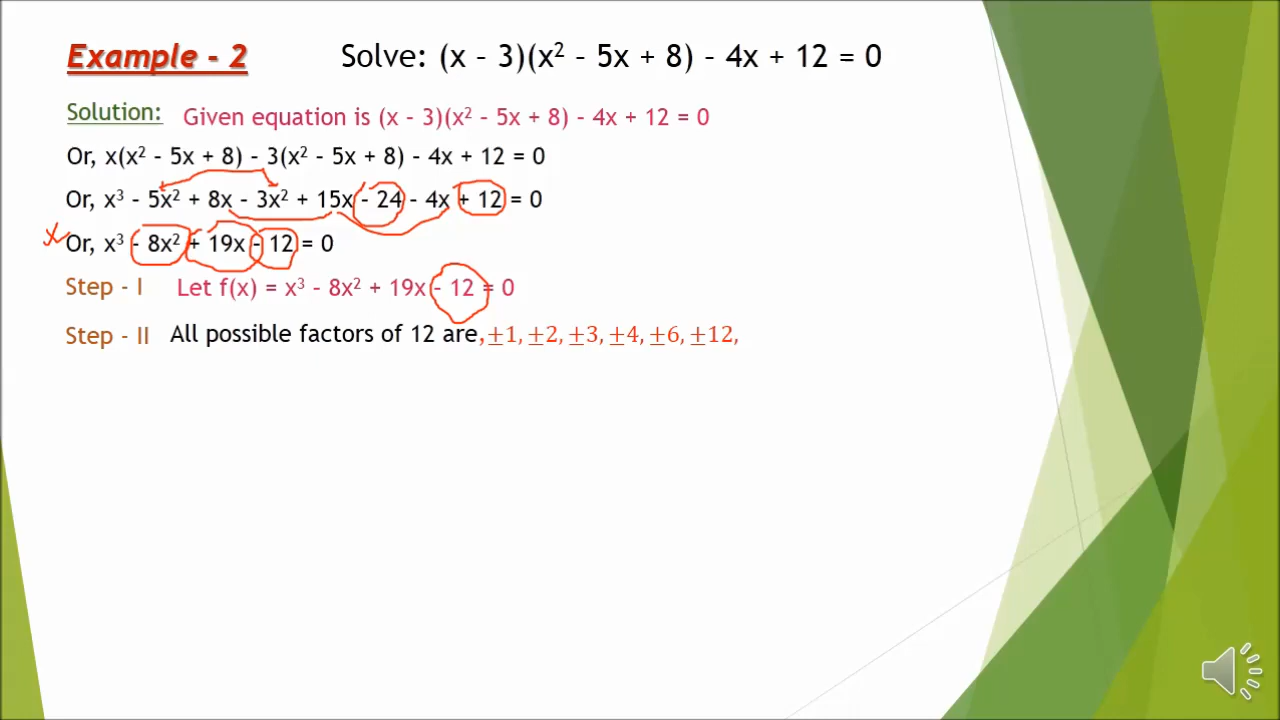 Example - 2 Solve: (x - 3)(x² - 5x + 8) - 4x + 12 = 0
Solution: Given equation is (x - 3)(x² - 5x + 8) - 4x + 12 = 0
Or, x(x² - 5x + 8) - 3(x² - 5x + 8) - 4x + 12 = 0
Or, x³ - 5x² + 8x - 3x² + 15x - 24 - 4x + 12 = 0
Or, x³ - 8x² + 19x - 12 = 0
Step - I Let f(x) = x³ - 8x² + 19x - 12 = 0
Step - II All possible factors of 12 are, ±1, ±2, ±3, ±4, ±6, ±12,